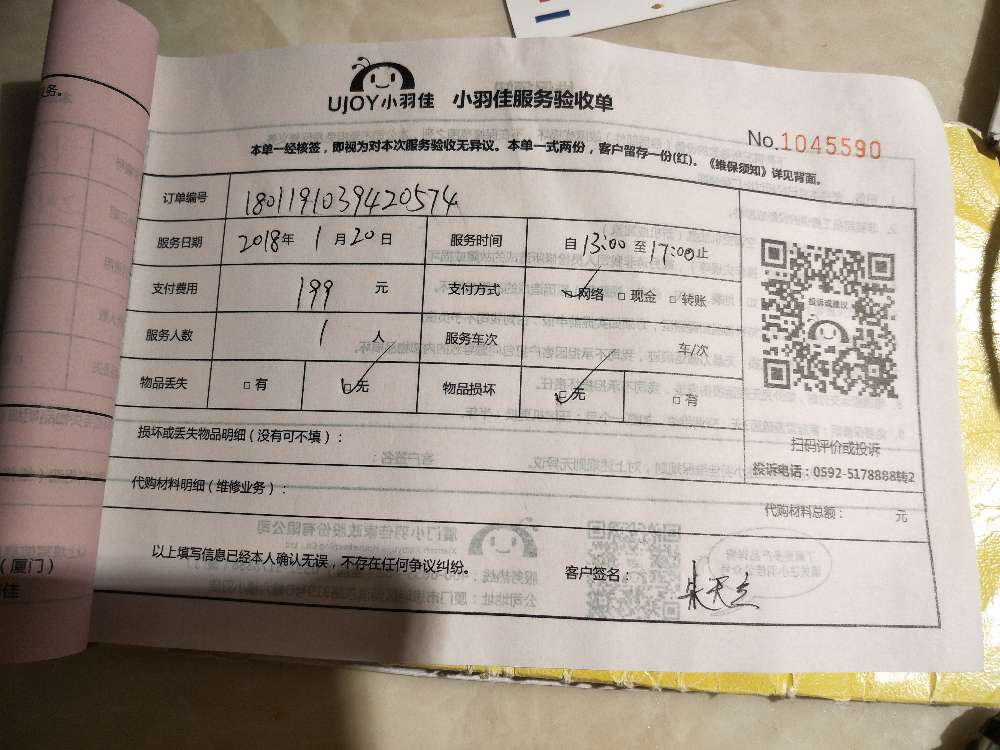 UJOY小羽佳 小羽佳服务验收单
No.1045590
本单一经核签，即视为对本次服务验收无异议。本单一式两份，客户留存一份(红)。《维保须知》详见背面。
订单编号 1801191039420574
服务日期 2018年 1月20日 服务时间 自13:00至17:00止
支付费用 199 元 支付方式 □网络 □现金 □转账
服务人数 1 人 服务车次 车/次
物品丢失 □有 □无 物品损坏 □无 □有
投诉或建议
扫码评价或投诉
投诉电话：0592-5178888转2
损坏或丢失物品明细（没有可不填）：
代购材料明细（维修业务）：
代购材料总额： 元
以上填写信息已经本人确认无误，不存在任何争议纠纷。
客户签名：
务。
（厦门）
佳